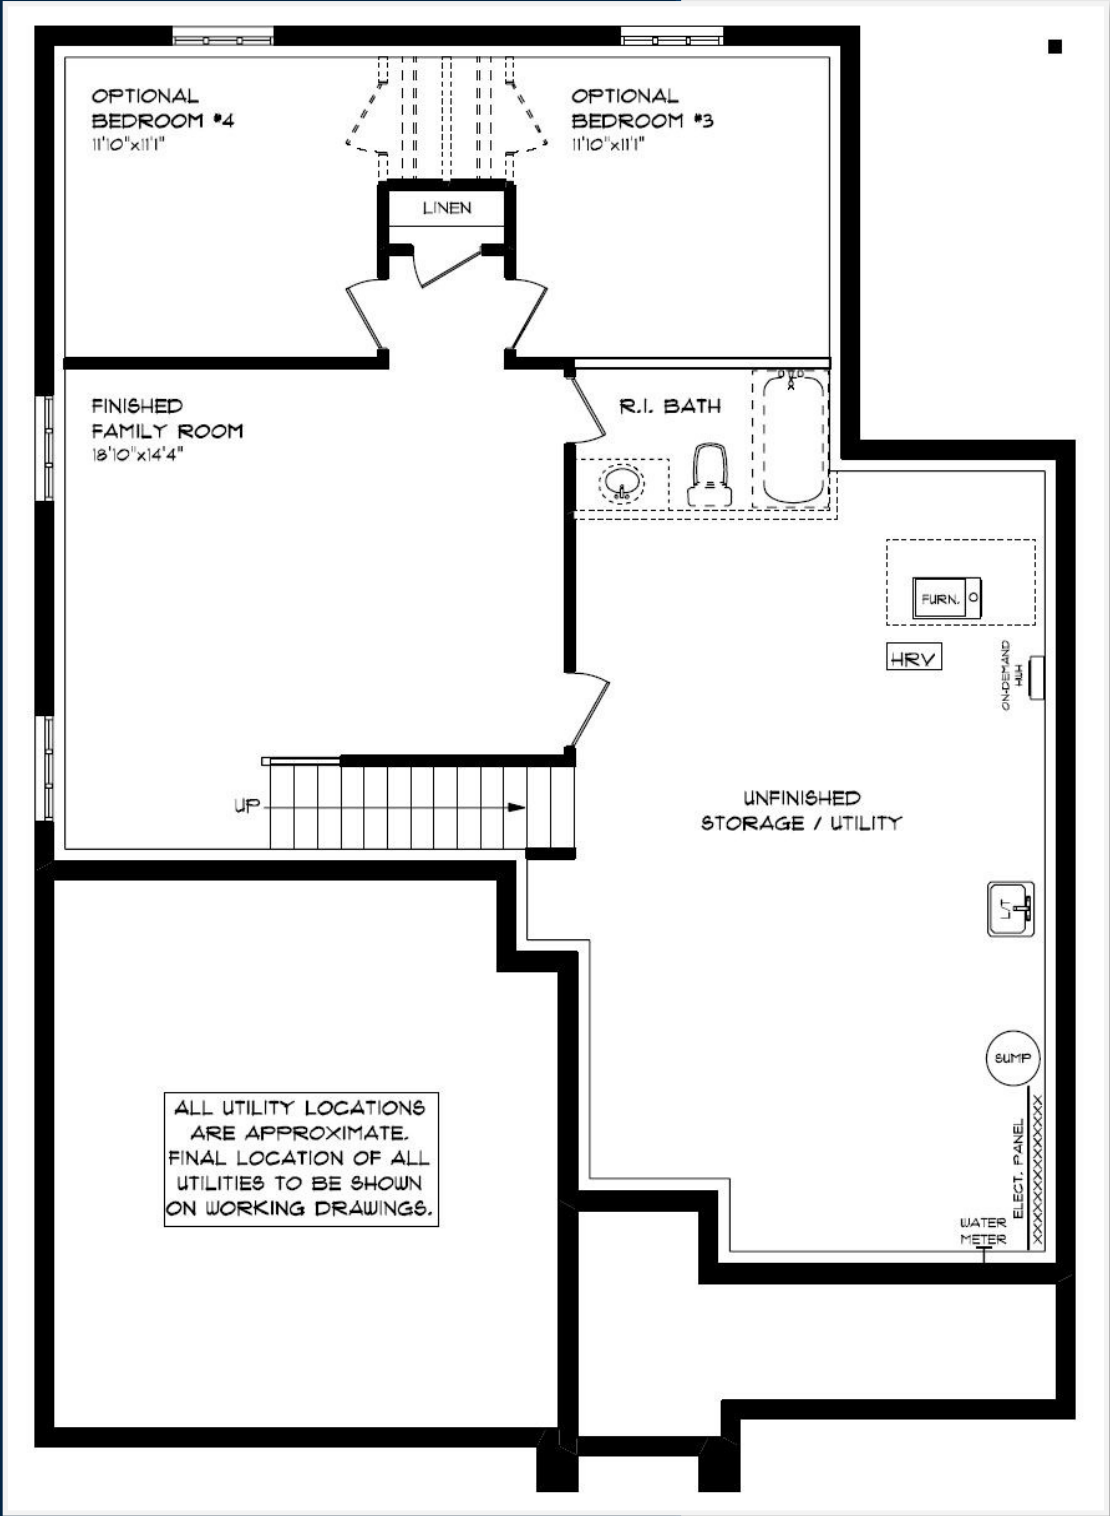 OPTIONAL
BEDROOM #4
11'10"x11'1"
OPTIONAL
BEDROOM #3
11'10"x11'1"
LINEN
FINISHED
FAMILY ROOM
18'10"x14'4"
R.I. BATH
FURN.
HRV
ON-DEMAND
HWH
UP
UNFINISHED
STORAGE / UTILITY
L/T
SUMP
ELECT. PANEL
WATER
METER
ALL UTILITY LOCATIONS
ARE APPROXIMATE.
FINAL LOCATION OF ALL
UTILITIES TO BE SHOWN
ON WORKING DRAWINGS.